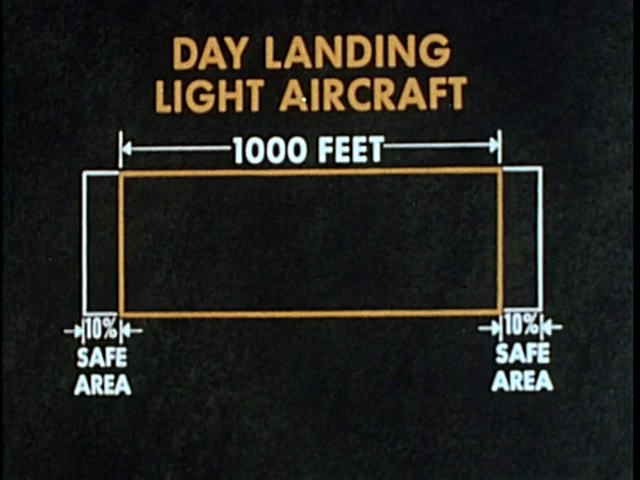 DAY LANDING
LIGHT AIRCRAFT
1000 FEET
10%
SAFE
AREA
10%
SAFE
AREA